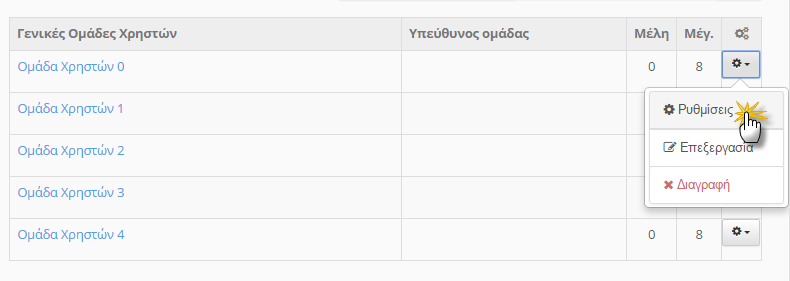 Γενικές Ομάδες Χρηστών Υπεύθυνος ομάδας Μέλη Μέγ.
Ομάδα Χρηστών 0 0 8
Ομάδα Χρηστών 1
Ρυθμίσεις
Ομάδα Χρηστών 2
Επεξεργασία
Ομάδα Χρηστών 3
Διαγραφή
Ομάδα Χρηστών 4 0 8